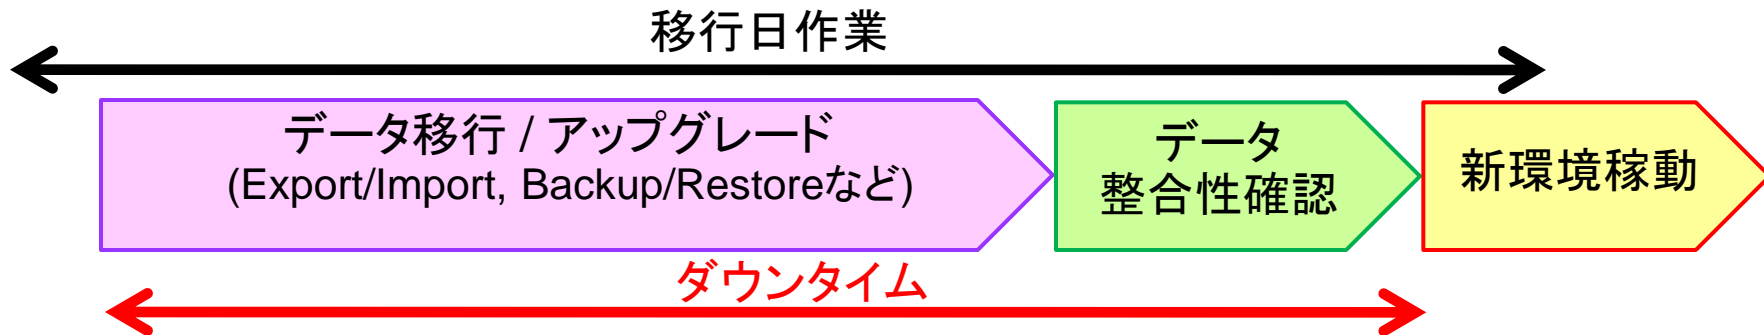 移行日作業
データ移行 / アップグレード
(Export/Import, Backup/Restoreなど)
データ
整合性確認
新環境稼動
ダウンタイム